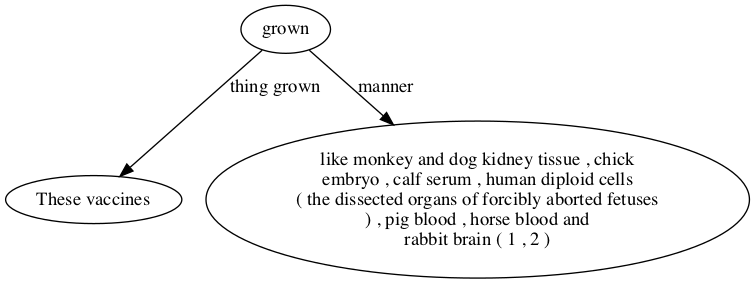 grown
thing grown
manner
These vaccines
like monkey and dog kidney tissue , chick
embryo , calf serum , human diploid cells
( the dissected organs of forcibly aborted fetuses
) , pig blood , horse blood and
rabbit brain ( 1 , 2 )